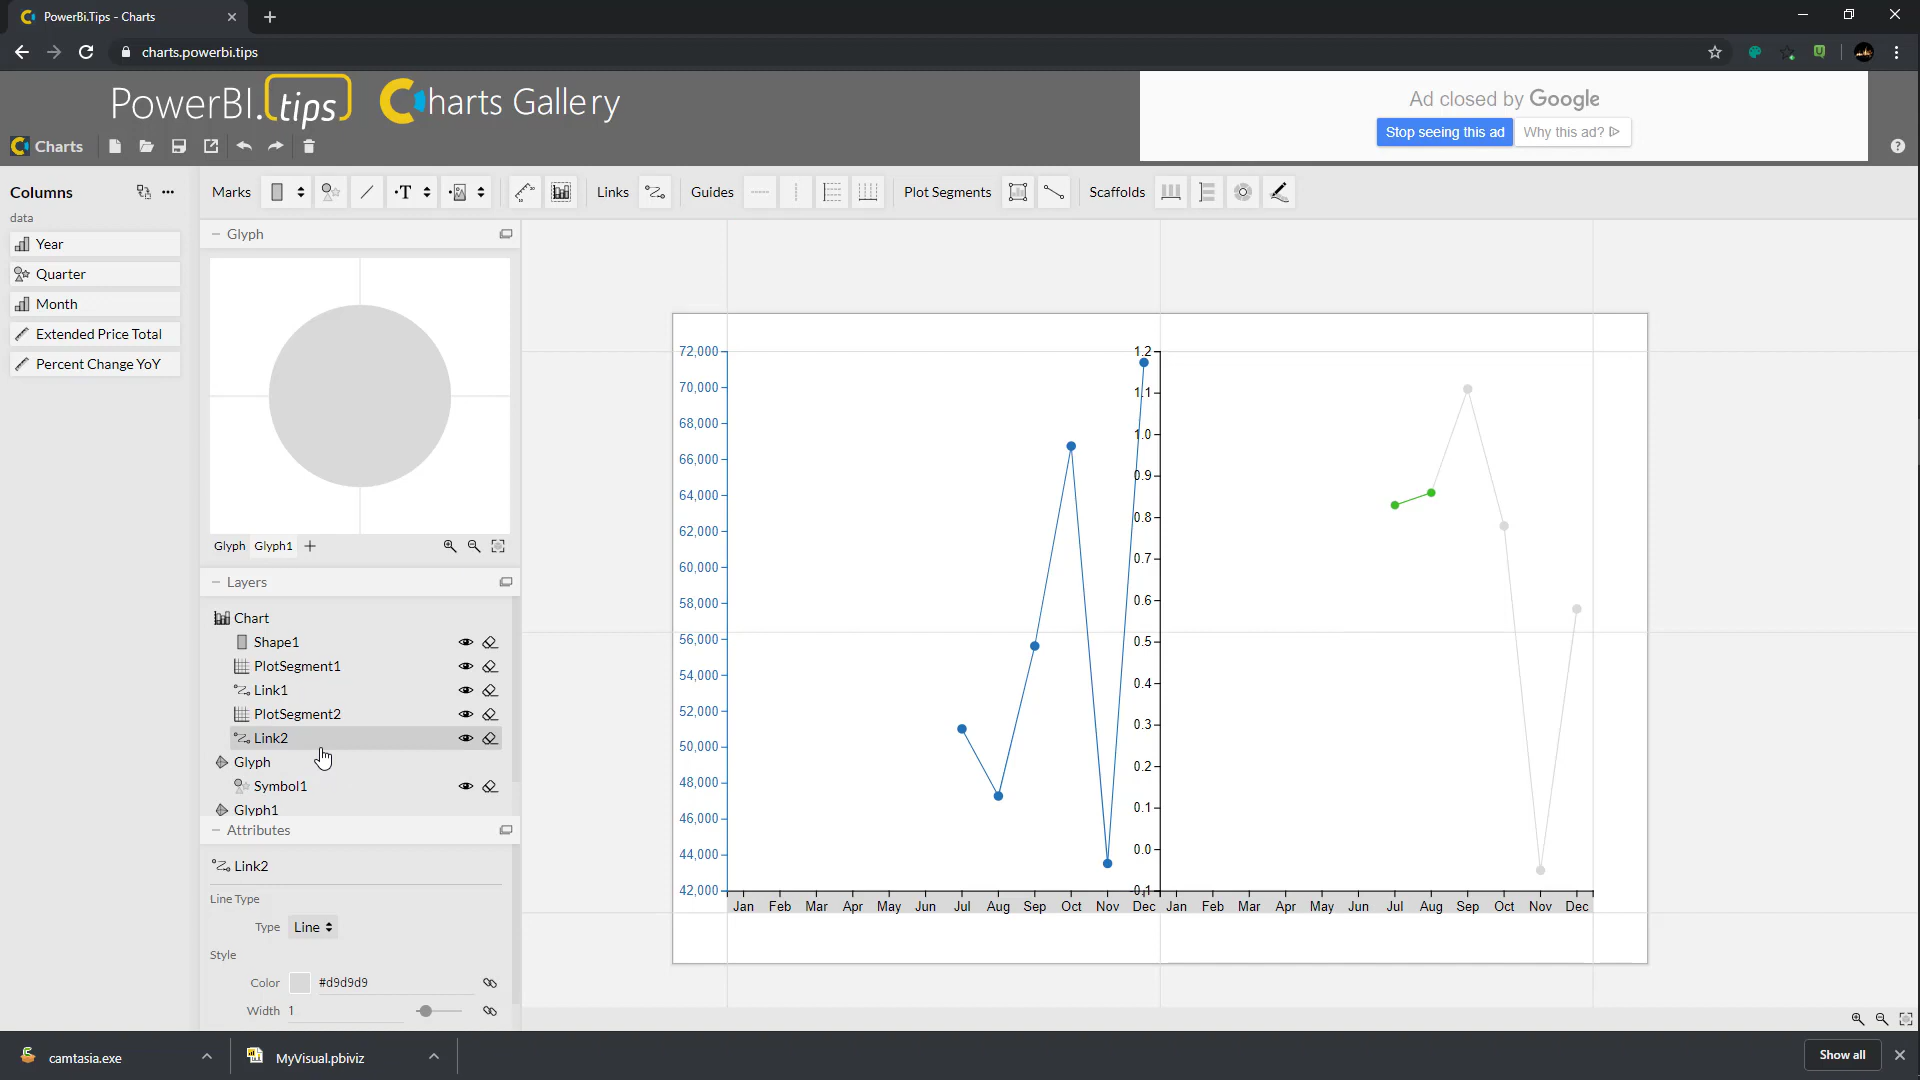 PowerBi.Tips - Charts
charts.powerbi.tips
PowerBI.tips Charts Gallery
Ad closed by Google
Stop seeing this ad Why this ad?
Charts
Columns
data
Year
Quarter
Month
Extended Price Total
Percent Change YoY
Marks T Links Guides Plot Segments Scaffolds
Glyph
Glyph Glyph1
Layers
Chart
Shape1
PlotSegment1
Link1
PlotSegment2
Link2
Glyph
Symbol1
Glyph1
Attributes
Link2
Line Type
Type Line
Style
Color #d9d9d9
Width 1
72,000
70,000
68,000
66,000
64,000
62,000
60,000
58,000
56,000
54,000
52,000
50,000
48,000
46,000
44,000
42,000
1.2
1.1
1.0
0.9
0.8
0.7
0.6
0.5
0.4
0.3
0.2
0.1
0.0
-0.1
Jan Feb Mar Apr May Jun Jul Aug Sep Oct Nov Dec Jan Feb Mar Apr May Jun Jul Aug Sep Oct Nov Dec
camtasia.exe
MyVisual.pbiviz
Show all